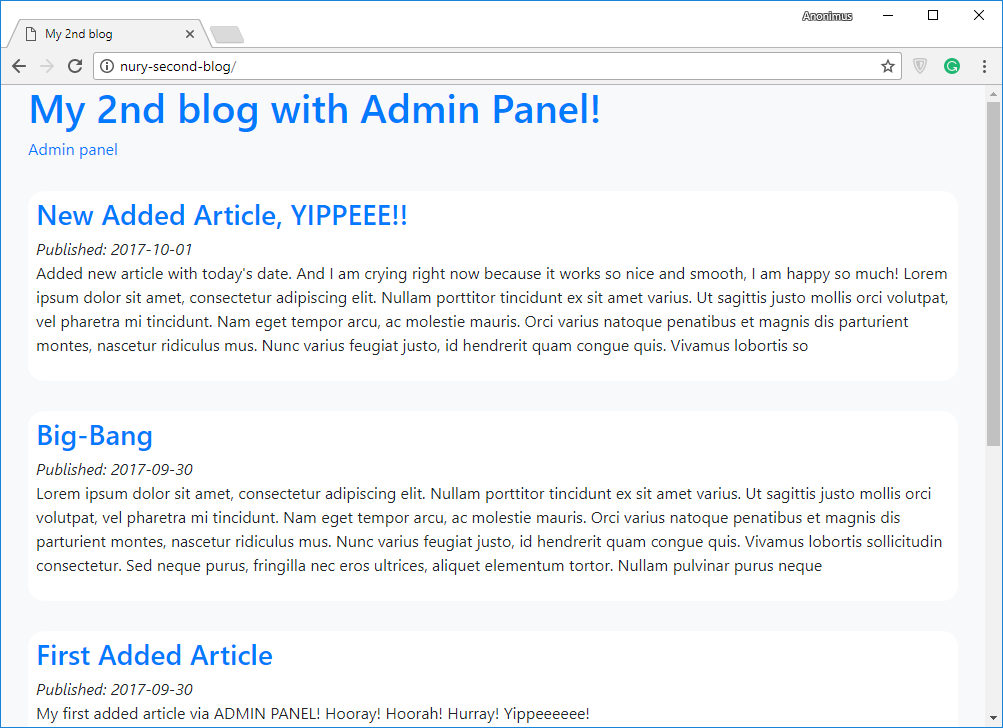 Anonimus
My 2nd blog
nury-second-blog/
My 2nd blog with Admin Panel!
Admin panel
New Added Article, YIPPEEE!!
Published: 2017-10-01
Added new article with today's date. And I am crying right now because it works so nice and smooth, I am happy so much! Lorem
ipsum dolor sit amet, consectetur adipiscing elit. Nullam porttitor tincidunt ex sit amet varius. Ut sagittis justo mollis orci volutpat,
vel pharetra mi tincidunt. Nam eget tempor arcu, ac molestie mauris. Orci varius natoque penatibus et magnis dis parturient
montes, nascetur ridiculus mus. Nunc varius feugiat justo, id hendrerit quam congue quis. Vivamus lobortis so
Big-Bang
Published: 2017-09-30
Lorem ipsum dolor sit amet, consectetur adipiscing elit. Nullam porttitor tincidunt ex sit amet varius. Ut sagittis justo mollis orci
volutpat, vel pharetra mi tincidunt. Nam eget tempor arcu, ac molestie mauris. Orci varius natoque penatibus et magnis dis
parturient montes, nascetur ridiculus mus. Nunc varius feugiat justo, id hendrerit quam congue quis. Vivamus lobortis sollicitudin
consectetur. Sed neque purus, fringilla nec eros ultrices, aliquet elementum tortor. Nullam pulvinar purus neque
First Added Article
Published: 2017-09-30
My first added article via ADMIN PANEL! Hooray! Hoorah! Hurray! Yippeeeeee!